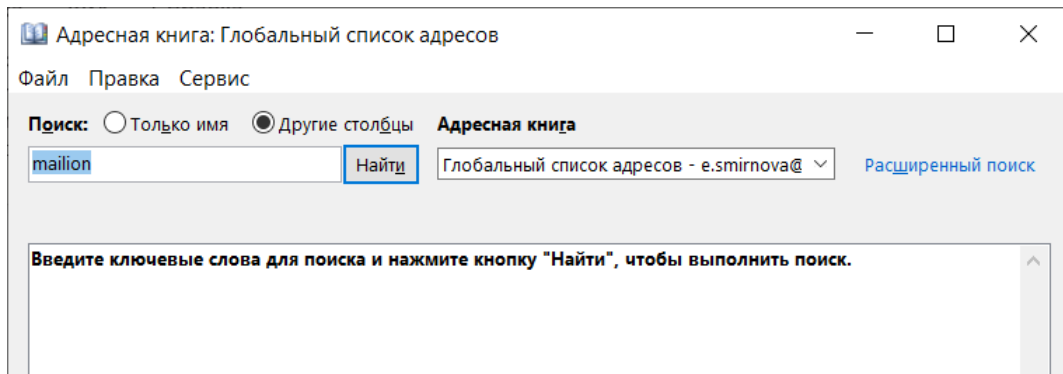 Адресная книга: Глобальный список адресов
Файл Правка Сервис
Поиск: Только имя Другие столбцы Адресная книга
mailion Найти Глобальный список адресов - e.smirnova@ Расширенный поиск
Введите ключевые слова для поиска и нажмите кнопку "Найти", чтобы выполнить поиск.